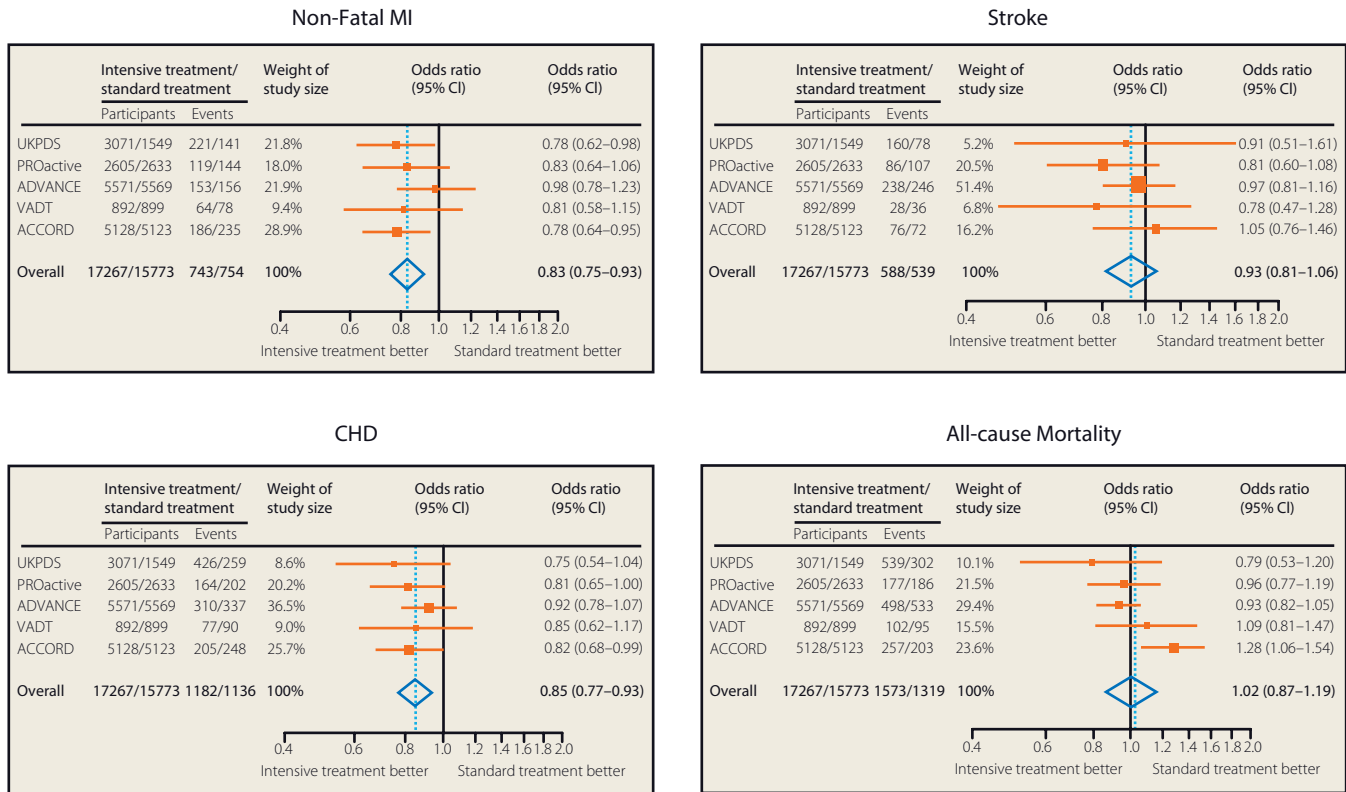 Non-Fatal MI
Intensive treatment/ Weight of Odds ratio Odds ratio
standard treatment study size (95% CI) (95% CI)
Participants Events
UKPDS 3071/1549 221/141 21.8% 0.78 (0.62–0.98)
PROactive 2605/2633 119/144 18.0% 0.83 (0.64–1.06)
ADVANCE 5571/5569 153/156 21.9% 0.98 (0.78–1.23)
VADT 892/899 64/78 9.4% 0.81 (0.58–1.15)
ACCORD 5128/5123 186/235 28.9% 0.78 (0.64–0.95)
Overall 17267/15773 743/754 100% 0.83 (0.75–0.93)
0.4 0.6 0.8 1.0 1.2 1.4 1.6 1.8 2.0
Intensive treatment better Standard treatment better
Stroke
Intensive treatment/ Weight of Odds ratio Odds ratio
standard treatment study size (95% CI) (95% CI)
Participants Events
UKPDS 3071/1549 160/78 5.2% 0.91 (0.51–1.61)
PROactive 2605/2633 86/107 20.5% 0.81 (0.60–1.08)
ADVANCE 5571/5569 238/246 51.4% 0.97 (0.81–1.16)
VADT 892/899 28/36 6.8% 0.78 (0.47–1.28)
ACCORD 5128/5123 76/72 16.2% 1.05 (0.76–1.46)
Overall 17267/15773 588/539 100% 0.93 (0.81–1.06)
0.4 0.6 0.8 1.0 1.2 1.4 1.6 1.8 2.0
Intensive treatment better Standard treatment better
CHD
Intensive treatment/ Weight of Odds ratio Odds ratio
standard treatment study size (95% CI) (95% CI)
Participants Events
UKPDS 3071/1549 426/259 8.6% 0.75 (0.54–1.04)
PROactive 2605/2633 164/202 20.2% 0.81 (0.65–1.00)
ADVANCE 5571/5569 310/337 36.5% 0.92 (0.78–1.07)
VADT 892/899 77/90 9.0% 0.85 (0.62–1.17)
ACCORD 5128/5123 205/248 25.7% 0.82 (0.68–0.99)
Overall 17267/15773 1182/1136 100% 0.85 (0.77–0.93)
0.4 0.6 0.8 1.0 1.2 1.4 1.6 1.8 2.0
Intensive treatment better Standard treatment better
All-cause Mortality
Intensive treatment/ Weight of Odds ratio Odds ratio
standard treatment study size (95% CI) (95% CI)
Participants Events
UKPDS 3071/1549 539/302 10.1% 0.79 (0.53–1.20)
PROactive 2605/2633 177/186 21.5% 0.96 (0.77–1.19)
ADVANCE 5571/5569 498/533 29.4% 0.93 (0.82–1.05)
VADT 892/899 102/95 15.5% 1.09 (0.81–1.47)
ACCORD 5128/5123 257/203 23.6% 1.28 (1.06–1.54)
Overall 17267/15773 1573/1319 100% 1.02 (0.87–1.19)
0.4 0.6 0.8 1.0 1.2 1.4 1.6 1.8 2.0
Intensive treatment better Standard treatment better